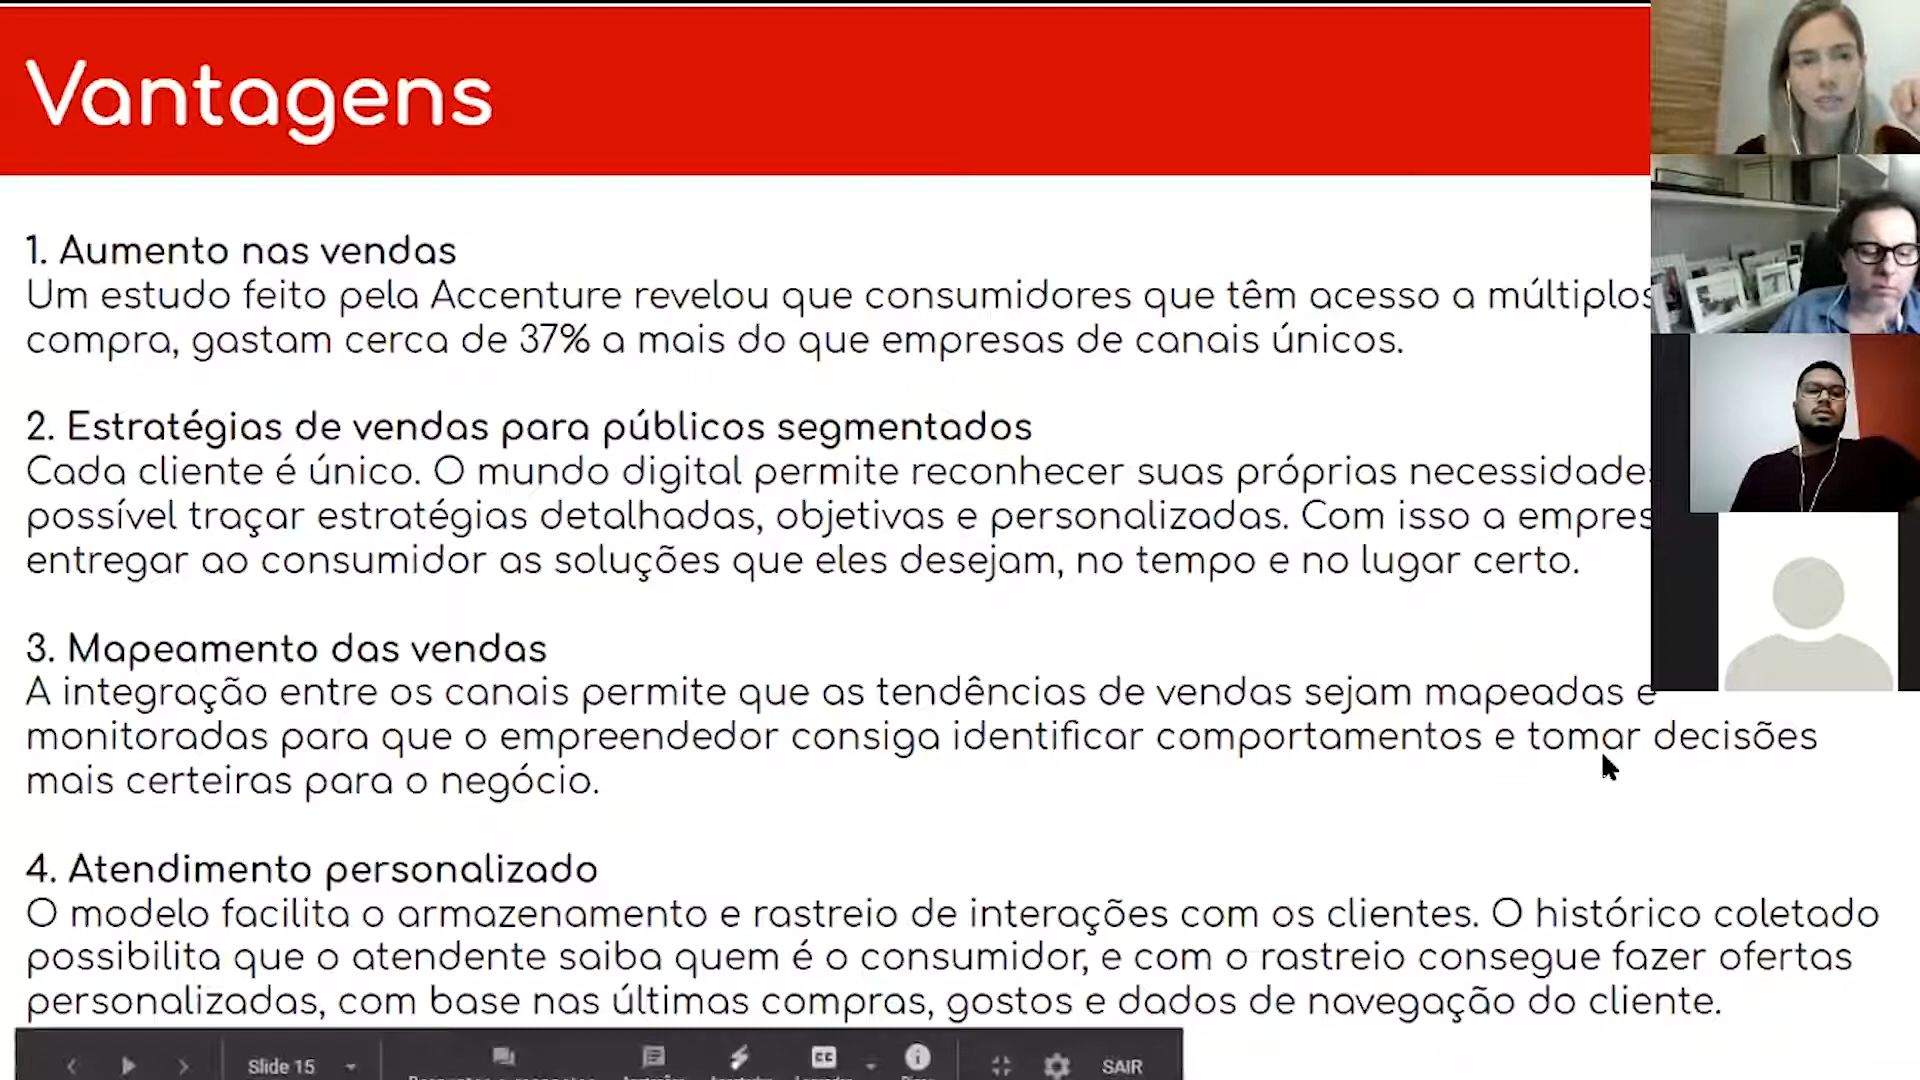 Vantagens
1. Aumento nas vendas
Um estudo feito pela Accenture revelou que consumidores que têm acesso a múltiplos
compra, gastam cerca de 37% a mais do que empresas de canais únicos.
2. Estratégias de vendas para públicos segmentados
Cada cliente é único. O mundo digital permite reconhecer suas próprias
possível traçar estratégias detalhadas, objetivas e personalizadas. Com isso a
entregar ao consumidor as soluções que eles desejam, no tempo e no lugar certo.
3. Mapeamento das vendas
A integração entre os canais permite que as tendências de vendas sejam mapeadas e
monitoradas para que o empreendedor consiga identificar comportamentos e tomar decisões
mais certeiras para o negócio.
4. Atendimento personalizado
O modelo facilita o armazenamento e rastreio de interações com os clientes. O histórico coletado
possibilita que o atendente saiba quem é o consumidor, e com o rastreio consegue fazer ofertas
personalizadas, com base nas últimas compras, gostos e dados de navegação do cliente.
Slide 15
CC
SAIR